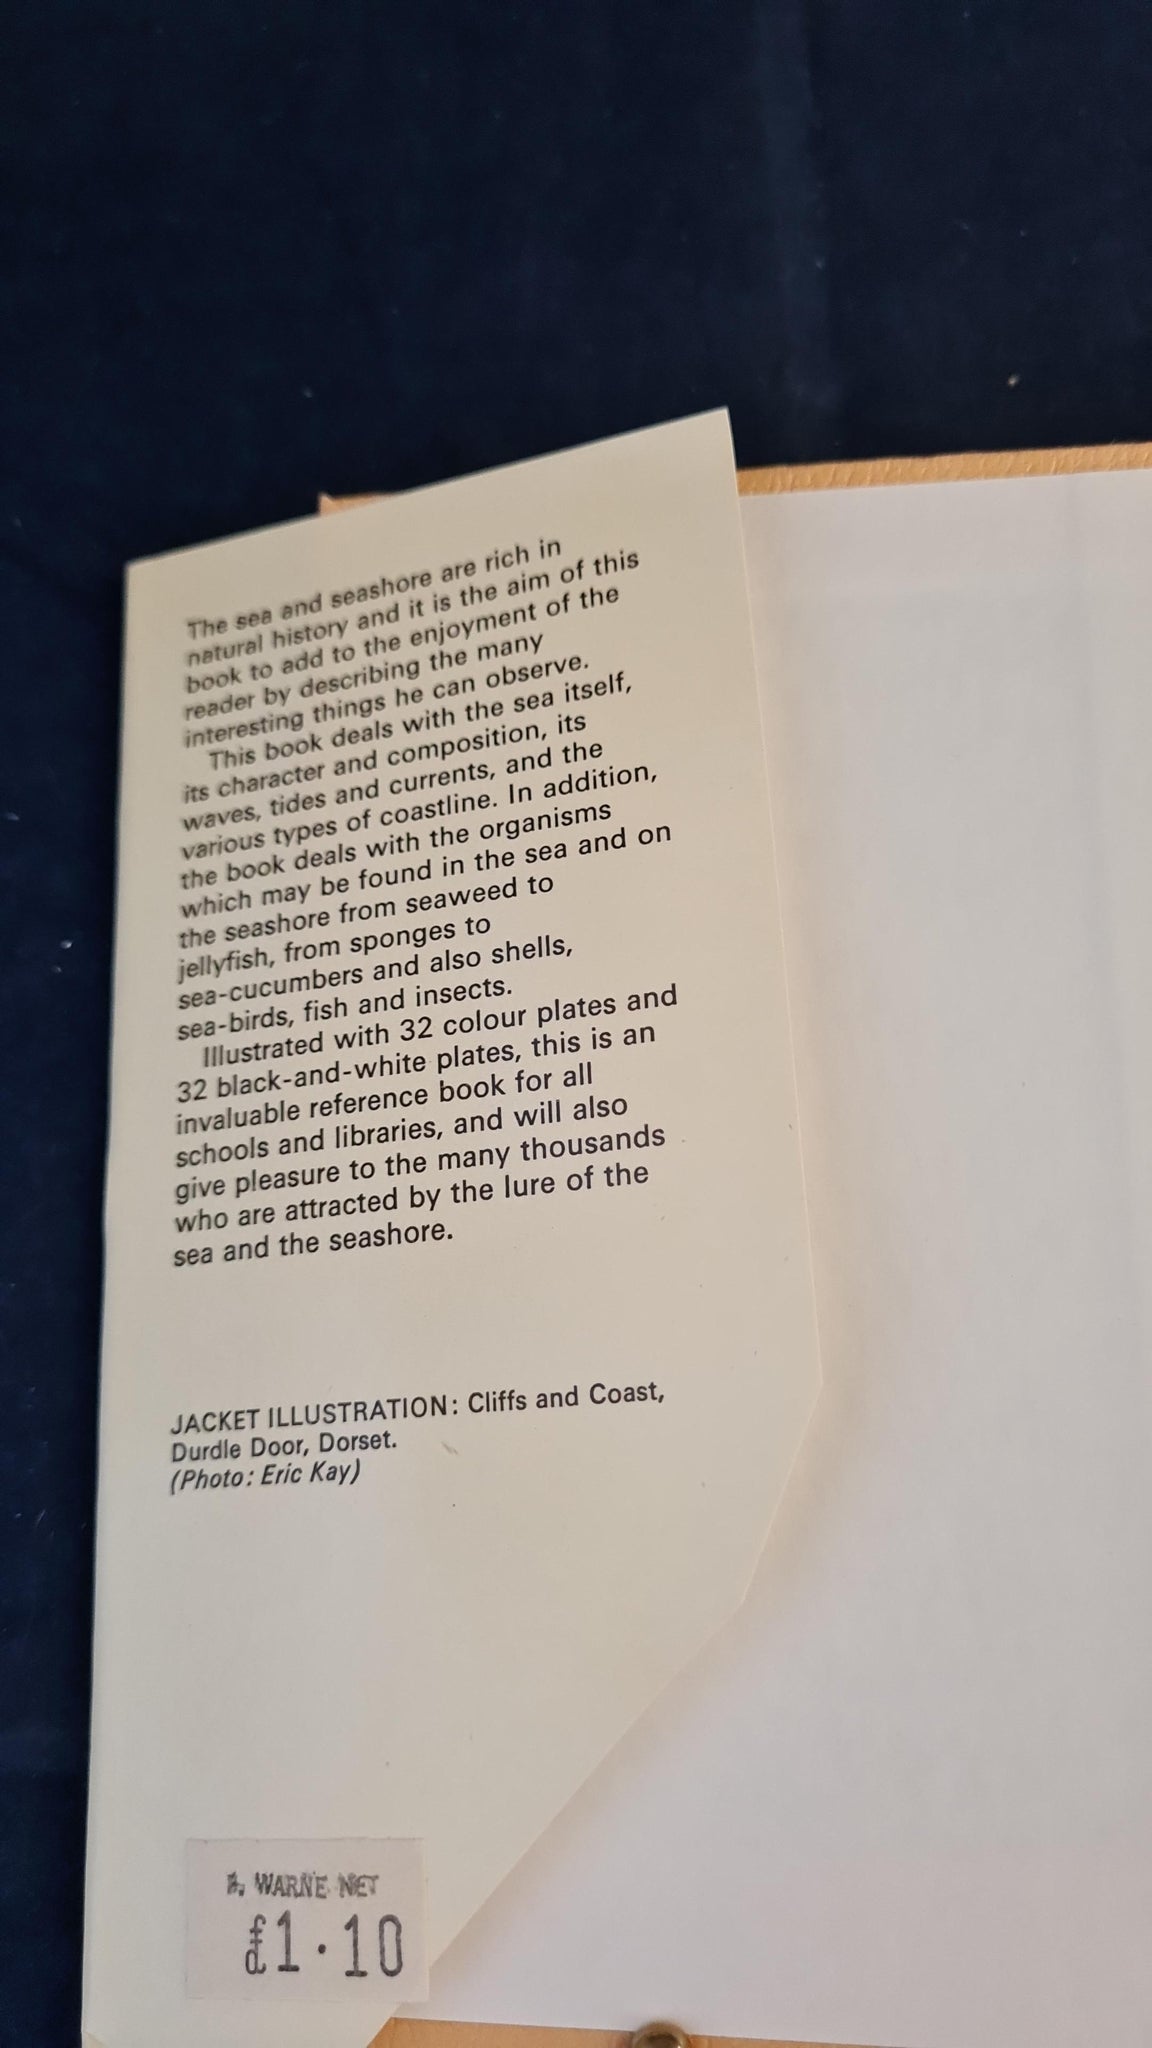 The sea and seashore are rich in
natural history and it is the aim of this
book to add to the enjoyment of the
reader by describing the many
interesting things he can observe.
This book deals with the sea itself,
its character and composition, its
waves, tides and currents, and the
various types of coastline. In addition,
the book deals with the organisms
which may be found in the sea and on
the seashore from seaweed to
jellyfish, from sponges to
sea-cucumbers and also shells,
sea-birds, fish and insects.
Illustrated with 32 colour plates and
32 black-and-white plates, this is an
invaluable reference book for all
schools and libraries, and will also
give pleasure to the many thousands
who are attracted by the lure of the
sea and the seashore.
JACKET ILLUSTRATION: Cliffs and Coast,
Durdle Door, Dorset.
(Photo: Eric Kay)
WARNE NET
£1·10